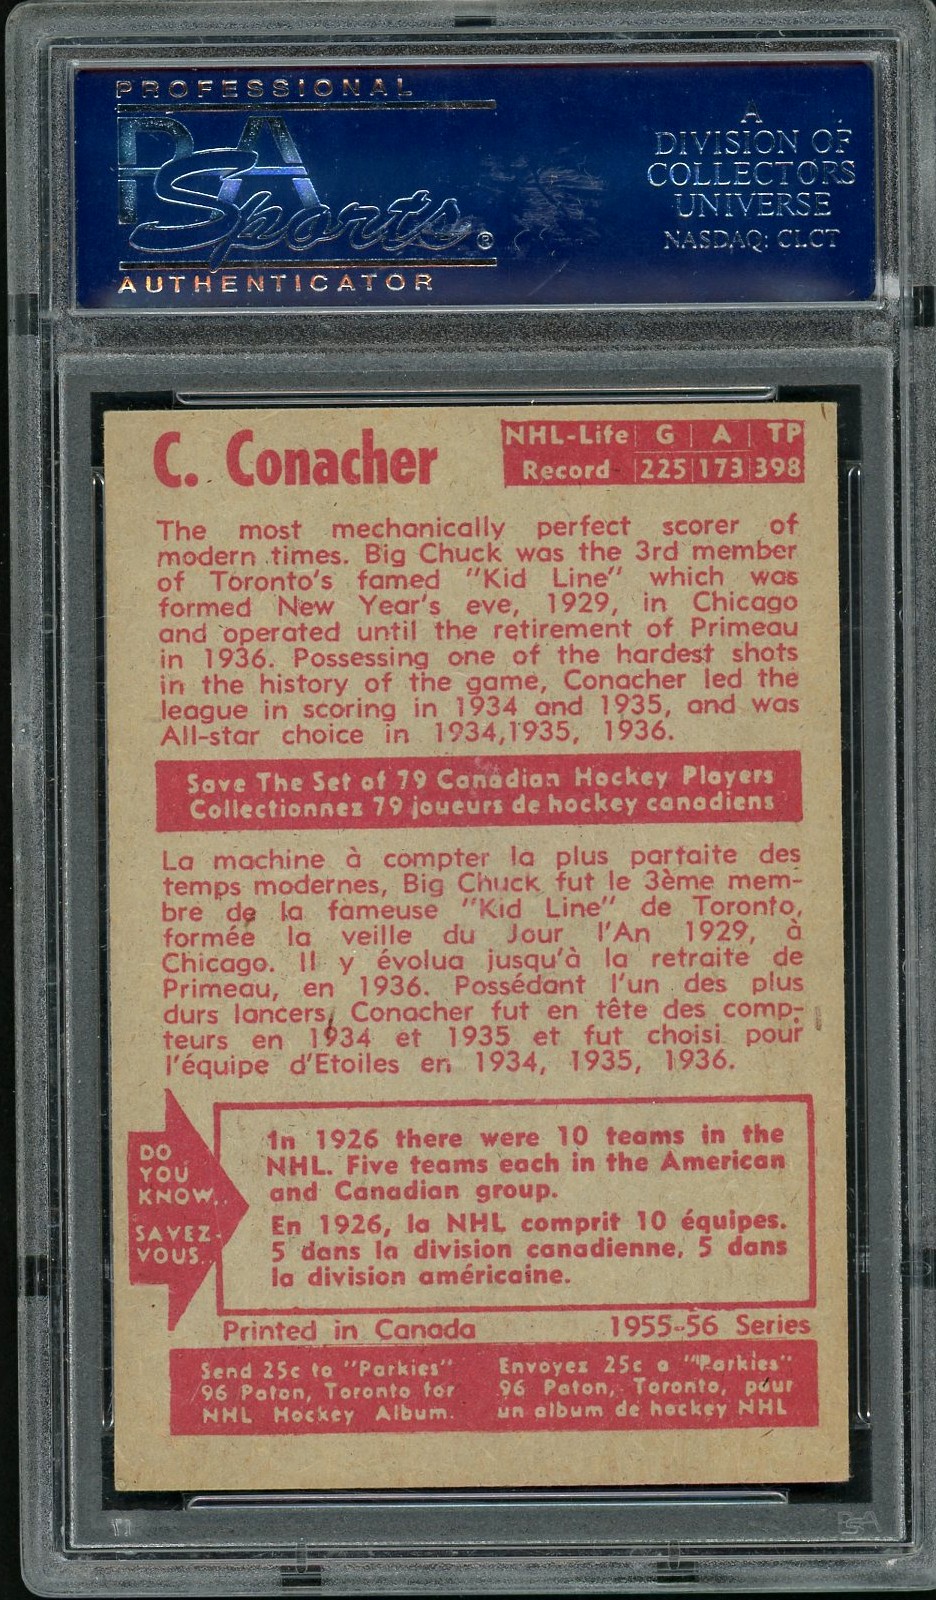 PROFESSIONAL
PSA
Sports®
AUTHENTICATOR
A
DIVISION OF
COLLECTORS
UNIVERSE
NASDAQ: CLCT
C. Conacher
NHL-Life G A TP
Record 225 173 398
The most mechanically perfect scorer of
modern times. Big Chuck was the 3rd member
of Toronto's famed "Kid Line" which was
formed New Year's eve, 1929, in Chicago
and operated until the retirement of Primeau
in 1936. Possessing one of the hardest shots
in the history of the game, Conacher led the
league in scoring in 1934 and 1935, and was
All-star choice in 1934,1935, 1936.
Save The Set of 79 Canadian Hockey Players
Collectionnez 79 joueurs de hockey canadiens
La machine à compter la plus parfaite des
temps modernes, Big Chuck fut le 3ème mem-
bre de la fameuse "Kid Line" de Toronto,
formée la veille du Jour l'An 1929, à
Chicago. Il y évolua jusqu'à la retraite de
Primeau, en 1936. Possédant l'un des plus
durs lancers, Conacher fut en tête des comp-
teurs en 1934 et 1935 et fut choisi pour
l'équipe d'Etoiles en 1934, 1935, 1936.
DO
YOU
KNOW..
SAVEZ-
VOUS..
In 1926 there were 10 teams in the
NHL. Five teams each in the American
and Canadian group.
En 1926, la NHL comprit 10 équipes.
5 dans la division canadienne, 5 dans
la division américaine.
Printed in Canada 1955-56 Series
Send 25c to "Parkies"
96 Paton, Toronto for
NHL Hockey Album.
Envoyez 25c a "Parkies"
96 Paton, Toronto, pour
un album de hockey NHL
PSA